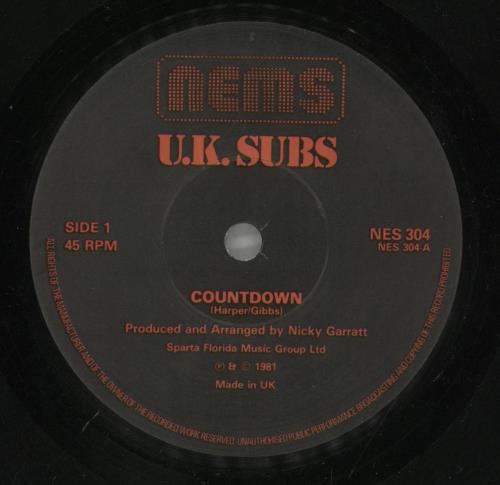 nems
U.K. SUBS
SIDE 1
45 RPM
NES 304
NES 304 A
COUNTDOWN
(Harper/Gibbs)
Produced and Arranged by Nicky Garratt
Sparta Florida Music Group Ltd
℗ & © 1981
Made in UK
ALL RIGHTS OF THE MANUFACTURER AND OF THE OWNER OF THE RECORDED WORK RESERVED. UNAUTHORISED PUBLIC PERFORMANCE BROADCASTING AND COPYING OF THIS RECORD PROHIBITED